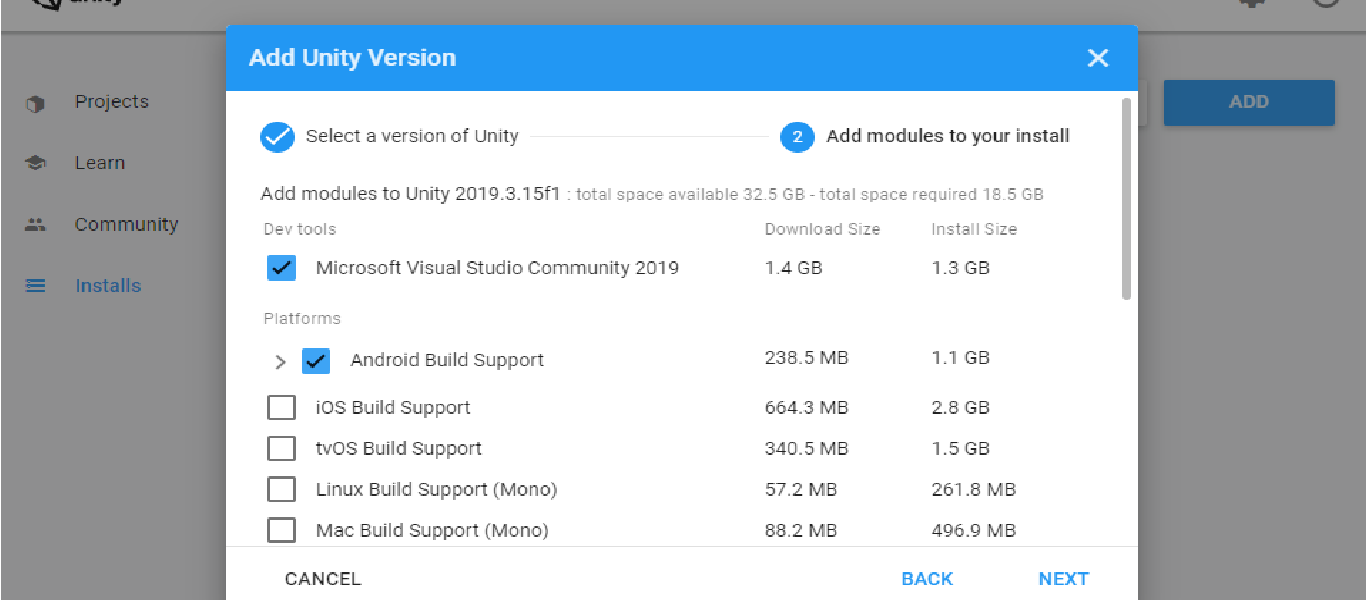 Add Unity Version
ADD
Projects
Learn
Community
Installs
Select a version of Unity
2
Add modules to your install
Add modules to Unity 2019.3.15f1 : total space available 32.5 GB - total space required 18.5 GB
Dev tools Download Size Install Size
Microsoft Visual Studio Community 2019 1.4 GB 1.3 GB
Platforms
Android Build Support 238.5 MB 1.1 GB
iOS Build Support 664.3 MB 2.8 GB
tvOS Build Support 340.5 MB 1.5 GB
Linux Build Support (Mono) 57.2 MB 261.8 MB
Mac Build Support (Mono) 88.2 MB 496.9 MB
CANCEL BACK NEXT